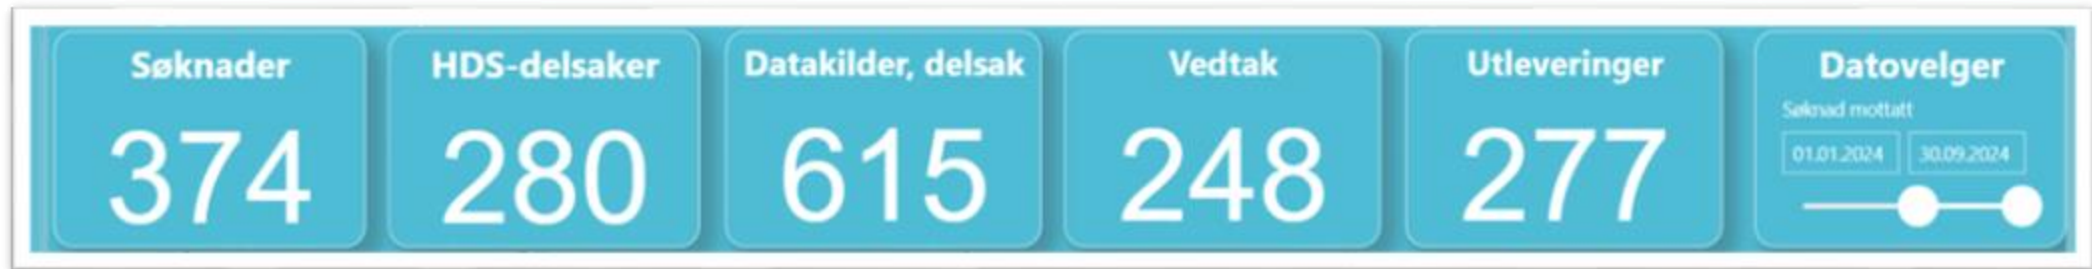 Søknader
374
HDS-delsaker
280
Datakilder, delsak
615
Vedtak
248
Utleveringer
277
Datovelger
Søknad mottatt
01.01.2024 30.09.2024